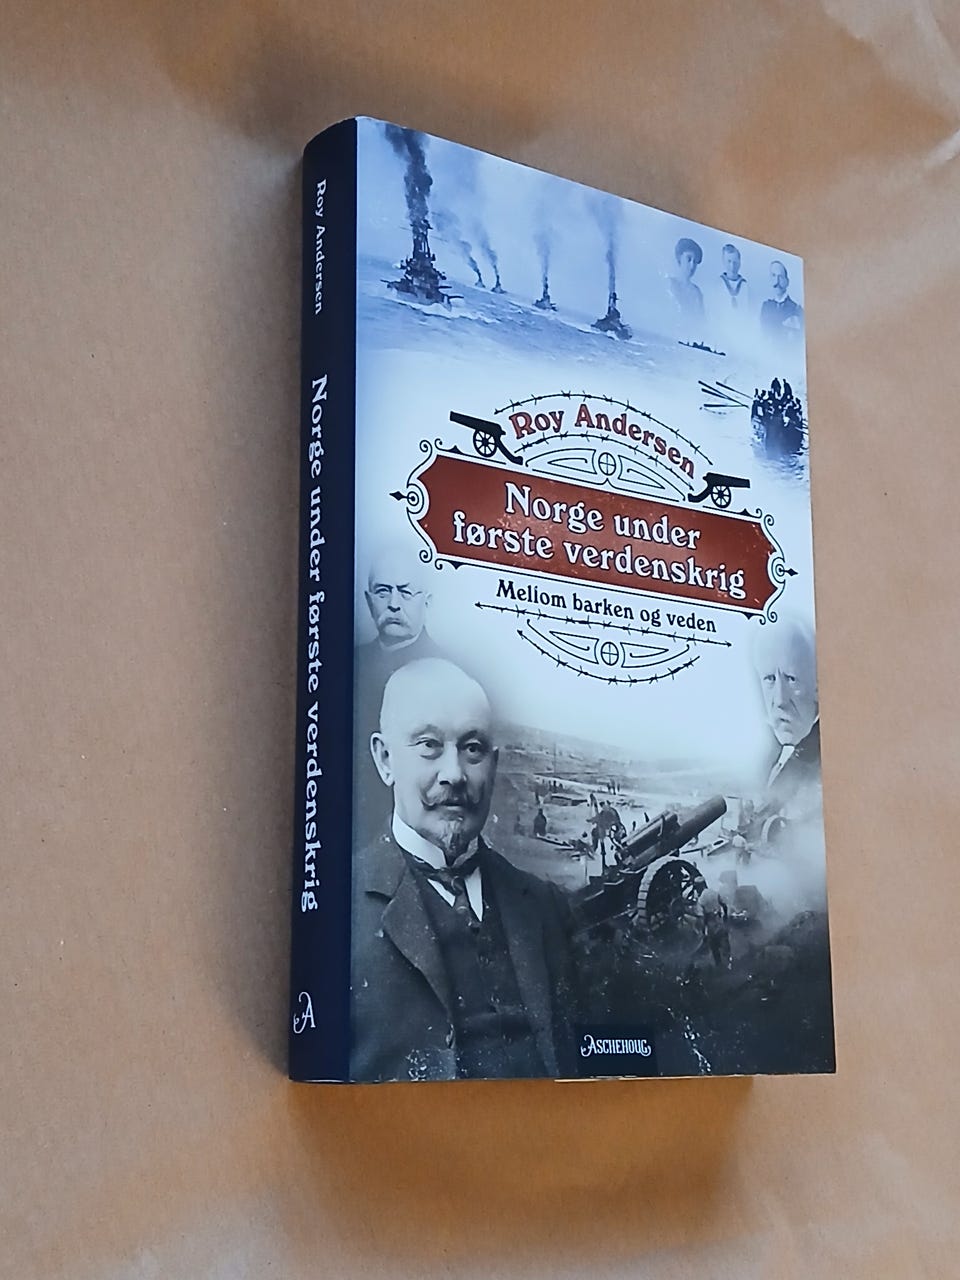 Roy Andersen
Norge under første verdenskrig
A
Roy Andersen
Norge under
første verdenskrig
Mellom barken og veden
ASCHEHOUG